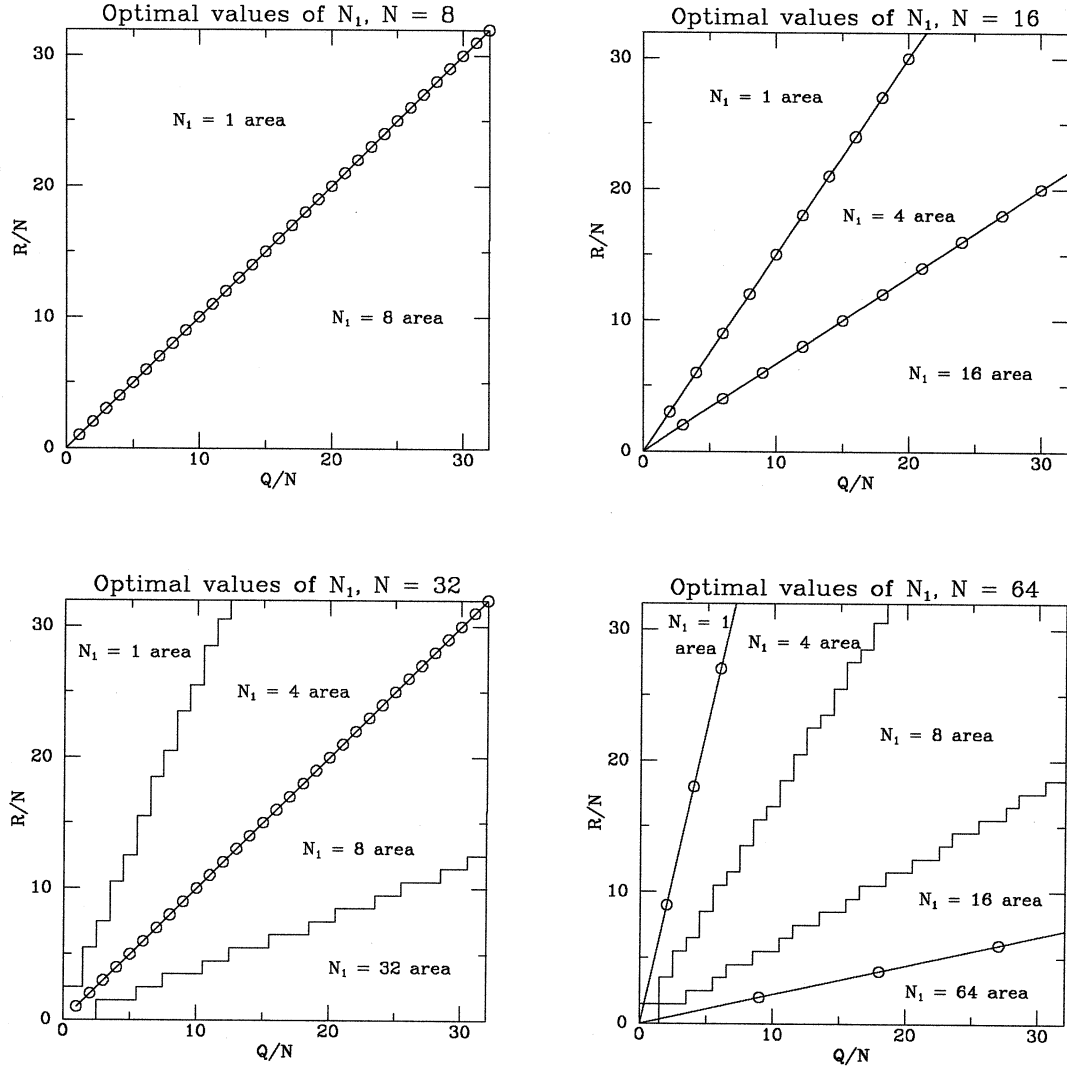 Optimal values of N₁, N = 8
30
20
10
0
R/N
N₁ = 1 area
N₁ = 8 area
0 10 20 30
Q/N
Optimal values of N₁, N = 16
30
20
10
0
R/N
N₁ = 1 area
N₁ = 4 area
N₁ = 16 area
0 10 20 30
Q/N
Optimal values of N₁, N = 32
30
20
10
0
R/N
N₁ = 1 area
N₁ = 4 area
N₁ = 8 area
N₁ = 32 area
0 10 20 30
Q/N
Optimal values of N₁, N = 64
30
20
10
0
R/N
N₁ = 1
area
N₁ = 4 area
N₁ = 8 area
N₁ = 16 area
N₁ = 64 area
0 10 20 30
Q/N